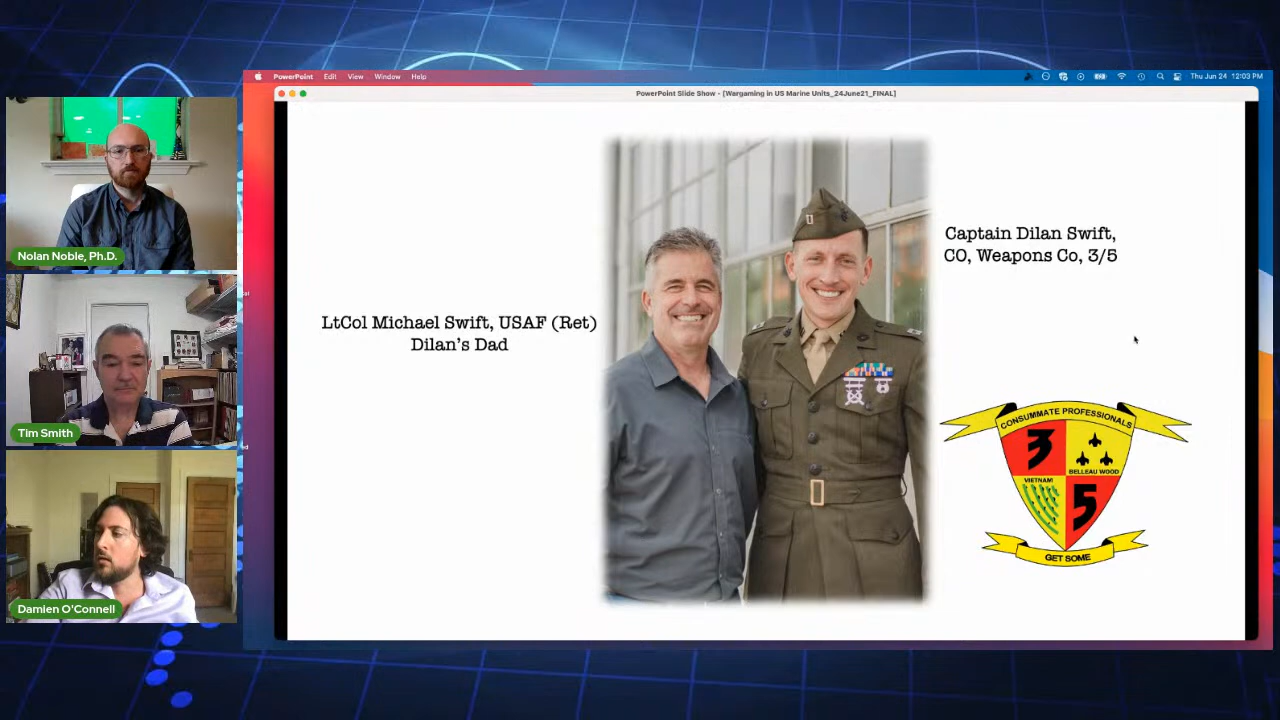 PowerPoint Edit View Window Help
Thu Jun 24 12:03 PM
PowerPoint Slide Show - [Wargaming in US Marine Units_24June21_FINAL]
Nolan Noble, Ph.D.
Tim Smith
Damien O'Connell
LtCol Michael Swift, USAF (Ret)
Dilan's Dad
Captain Dilan Swift,
CO, Weapons Co, 3/5
CONSUMMATE PROFESSIONALS
3
BELLEAU WOOD
VIETNAM
5
GET SOME